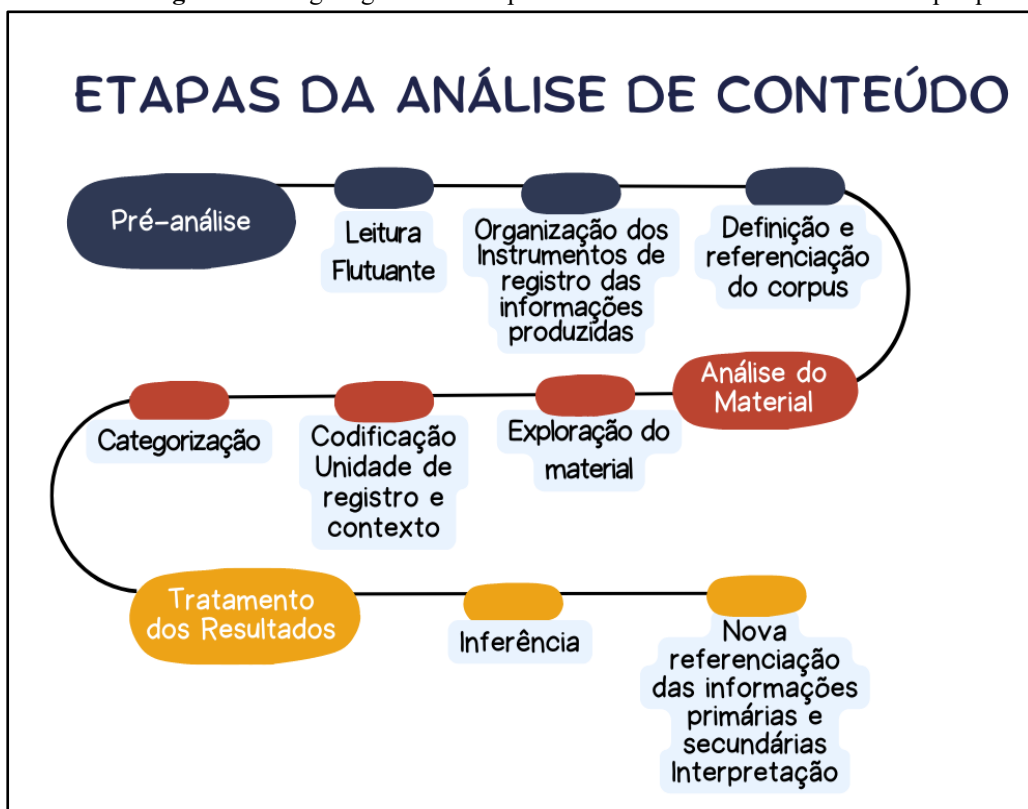 ETAPAS DA ANÁLISE DE CONTEÚDO
Pré-análise
Leitura
Flutuante
Organização dos
Instrumentos de
registro das
informações
produzidas
Definição e
referenciação
do corpus
Análise do
Material
Exploração do
material
Codificação
Unidade de
registro e
contexto
Categorização
Tratamento
dos Resultados
Inferência
Nova
referenciação
das informações
primárias e
secundárias
Interpretação